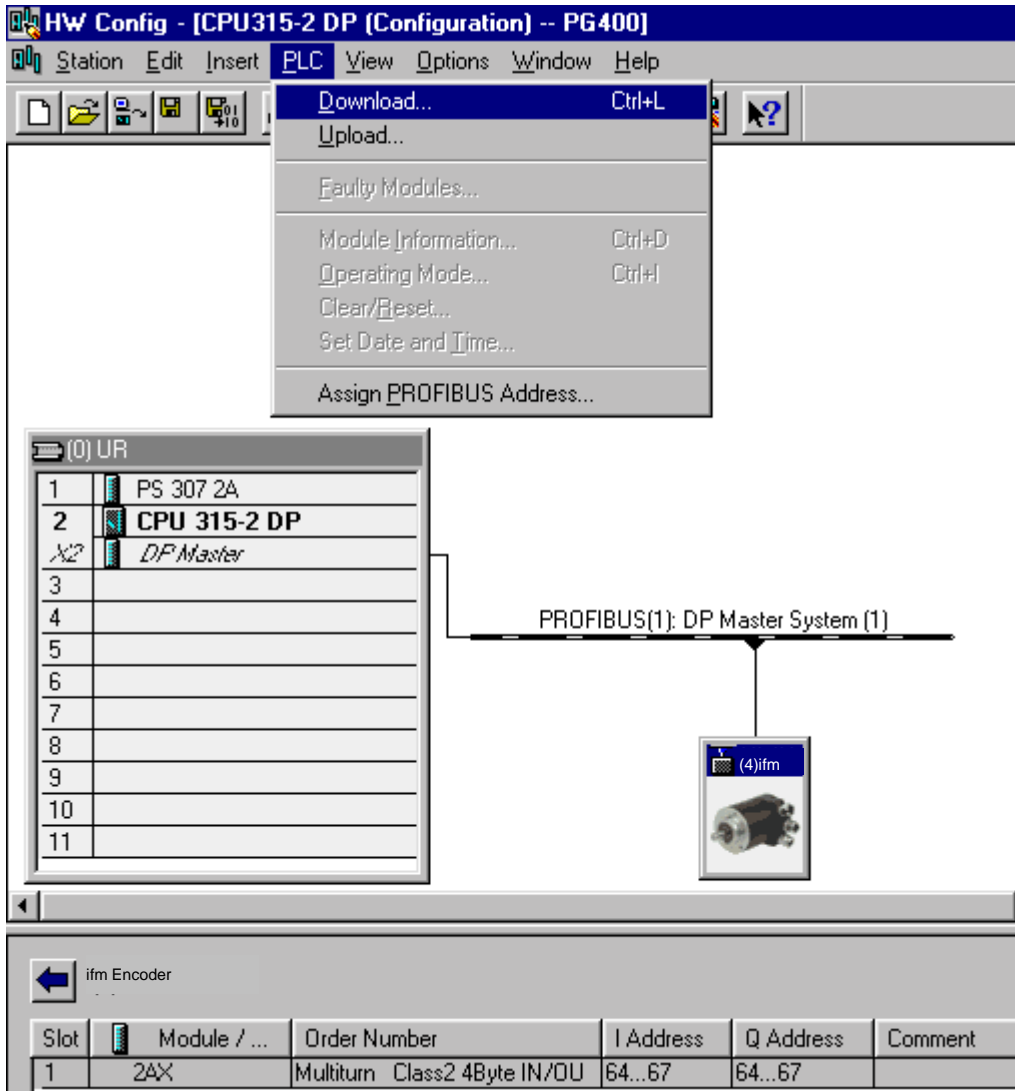 HW Config - [CPU315-2 DP (Configuration) -- PG400]
Station Edit Insert PLC View Options Window Help
Download... Ctrl+L
Upload...
Faulty Modules...
Module Information... Ctrl+D
Operating Mode... Ctrl+I
Clear/Reset...
Set Date and Time...
Assign PROFIBUS Address...
(0) UR
1 PS 307 2A
2 CPU 315-2 DP
X2 DP Master
3
4
5
6
7
8
9
10
11
PROFIBUS(1): DP Master System (1)
(4)ifm
ifm Encoder
Slot Module / ... Order Number I Address Q Address Comment
1 2AX Multiturn Class2 4Byte IN/OU 64...67 64...67